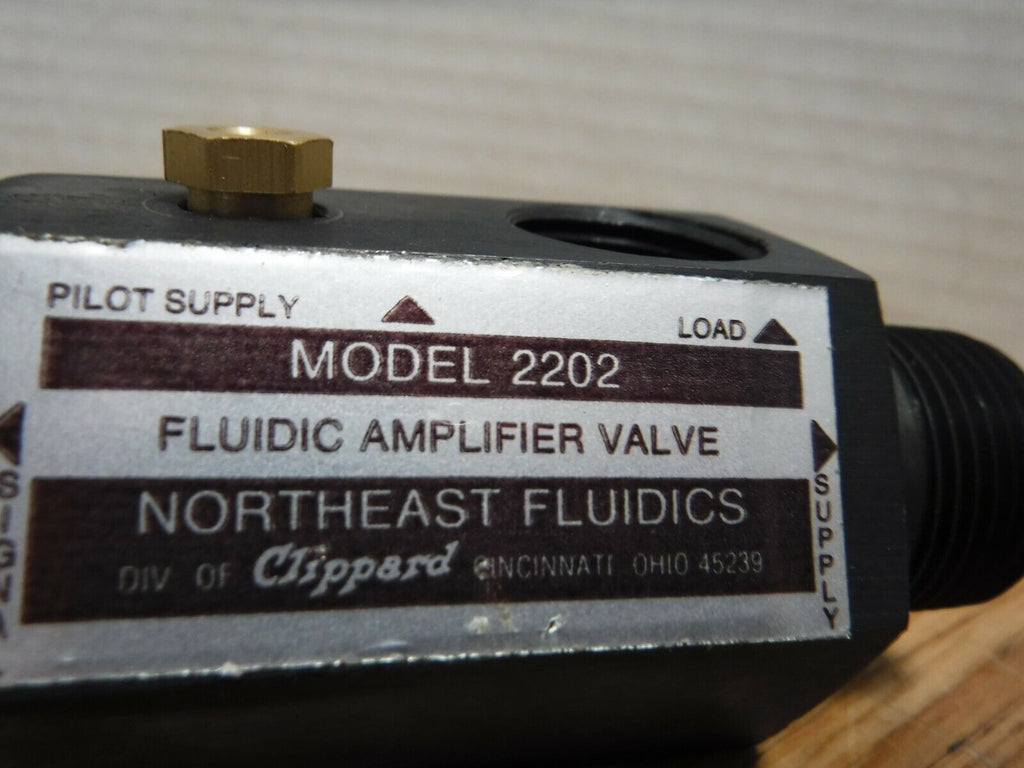 PILOT SUPPLY
LOAD
MODEL 2202
FLUIDIC AMPLIFIER VALVE
NORTHEAST FLUIDICS
DIV OF Clippard CINCINNATI OHIO 45239
SUPPLY